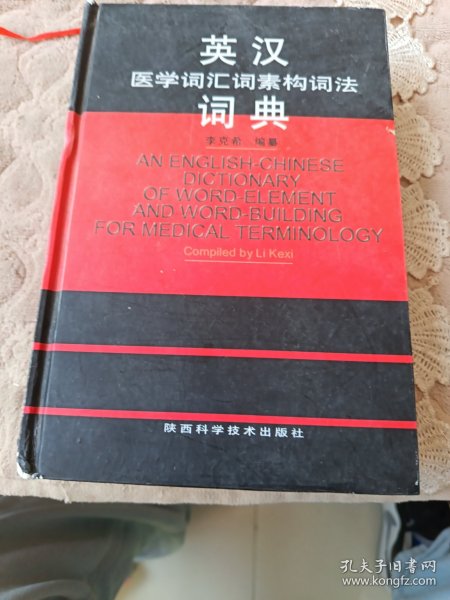 英汉
医学词汇词素构词法
词典
李克希 编纂
AN ENGLISH-CHINESE
DICTIONARY
OF WORD-ELEMENT
AND WORD-BUILDING
FOR MEDICAL TERMINOLOGY
Compiled by Li Kexi
陕西科学技术出版社
孔夫子旧书网
www.kongfz.com